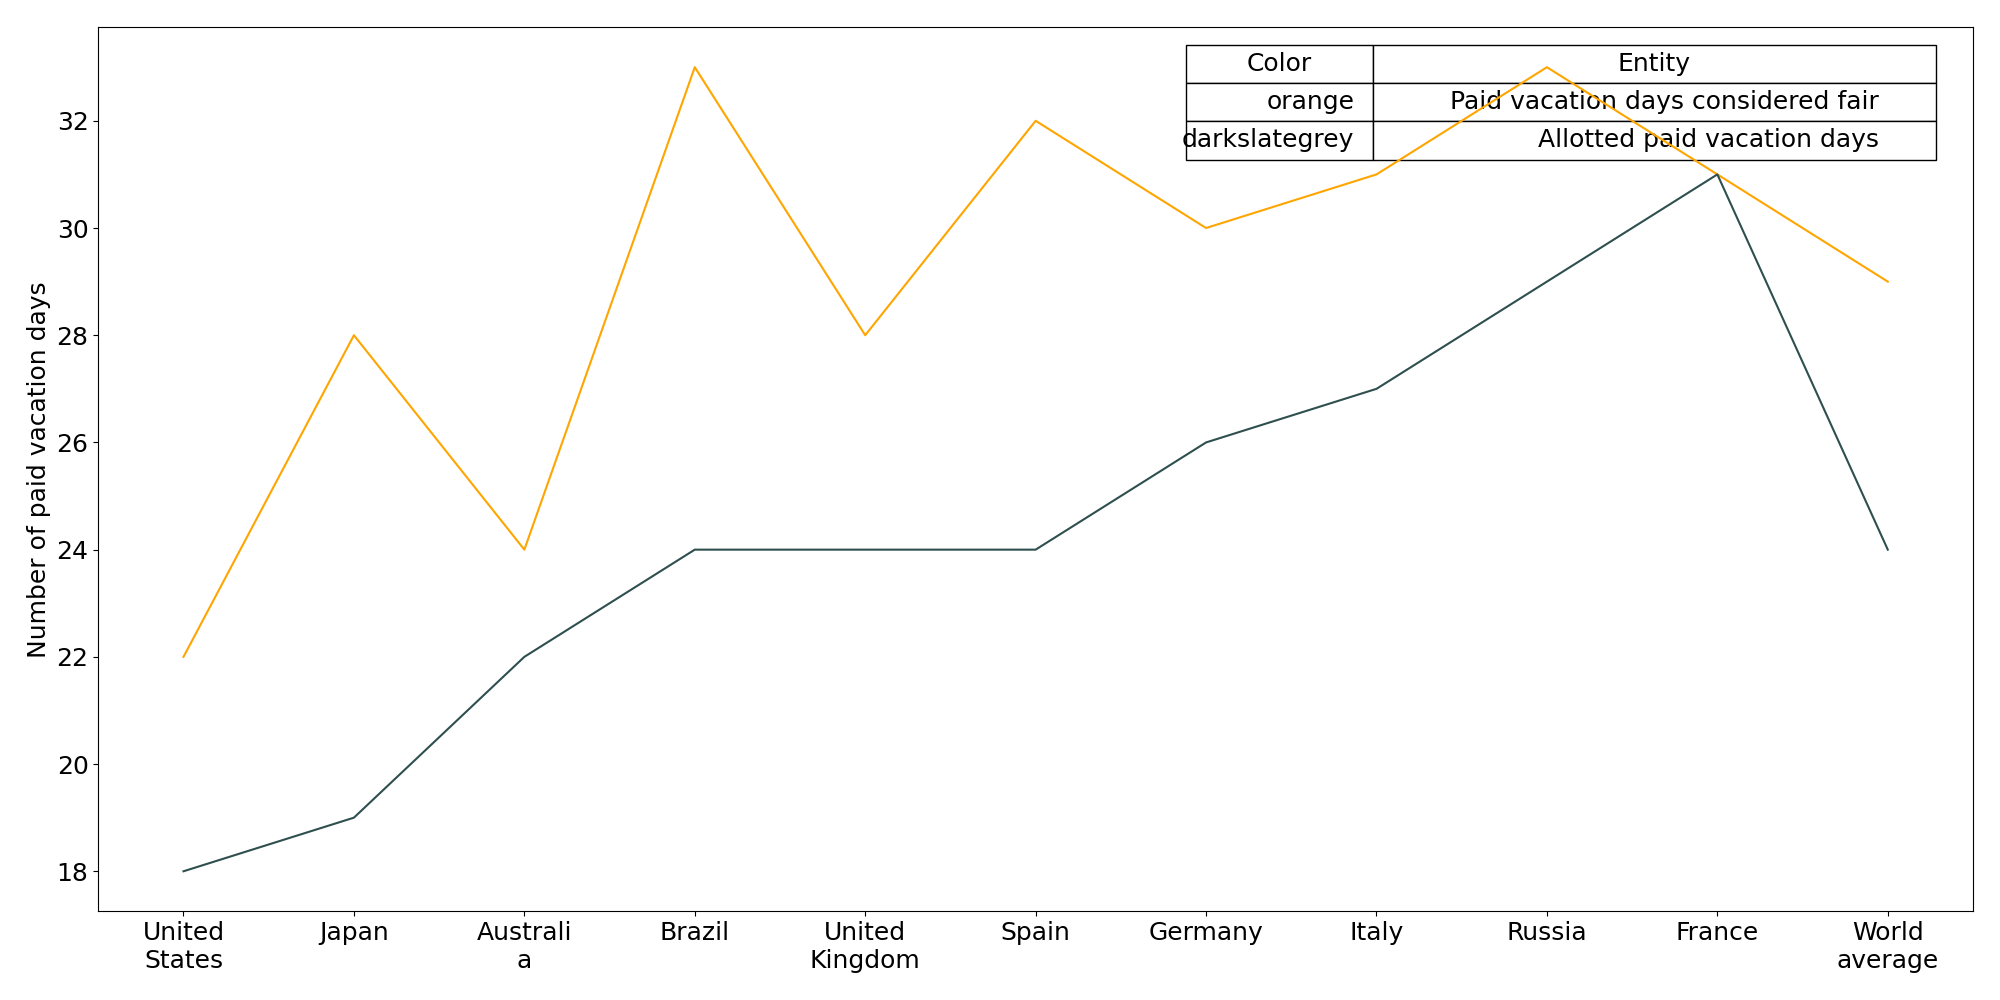 Color Entity
orange Paid vacation days considered fair
darkslategrey Allotted paid vacation days
Number of paid vacation days
32
30
28
26
24
22
20
18
United States
Japan
Australi
a
Brazil
United Kingdom
Spain
Germany
Italy
Russia
France
World average